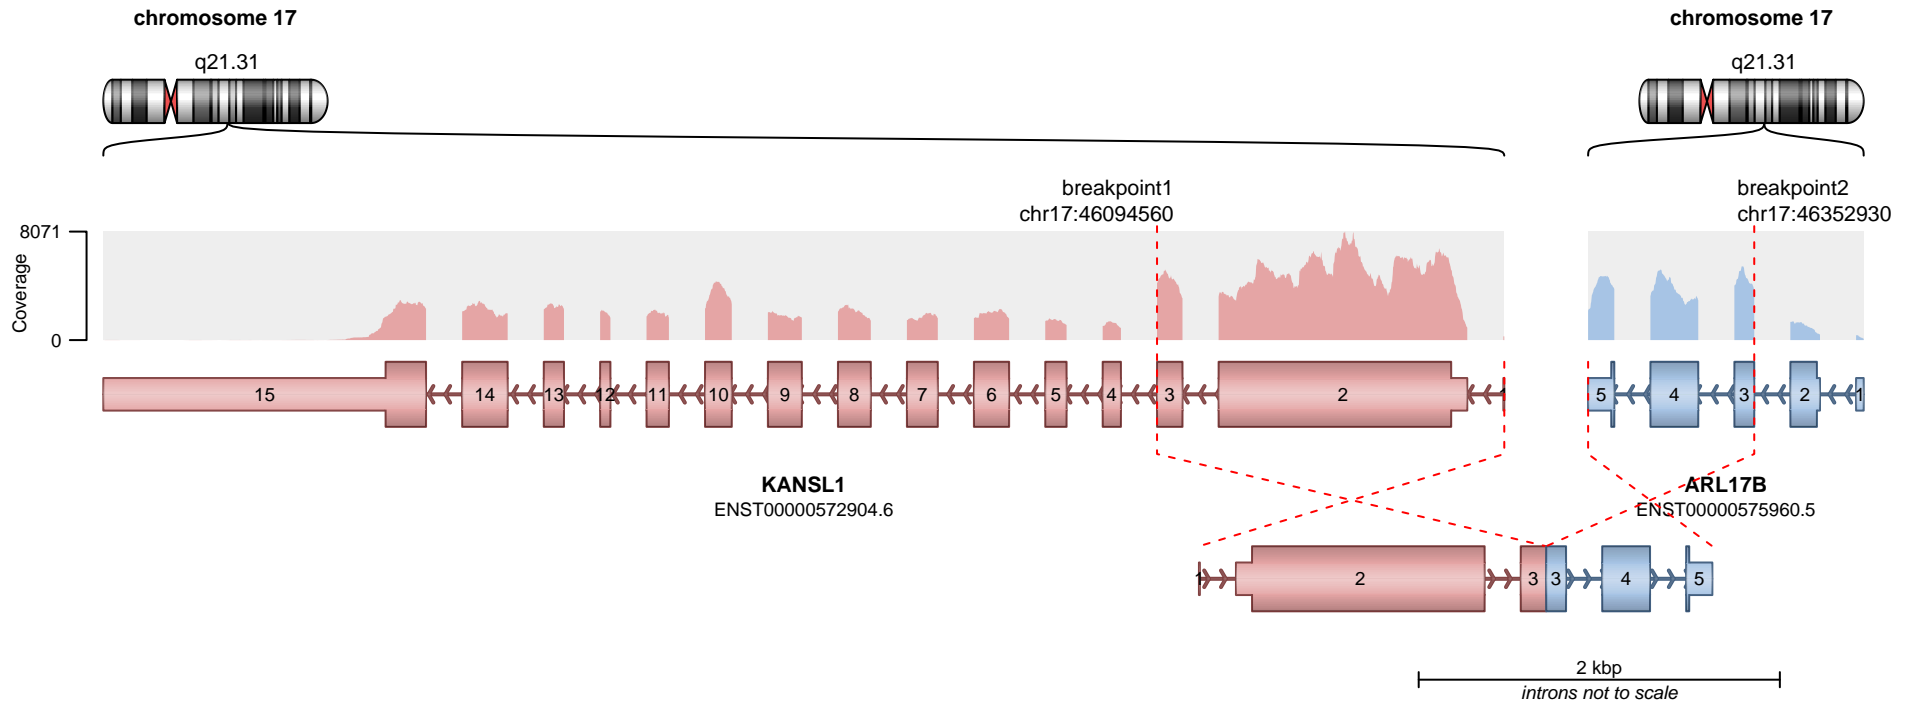 chromosome 17 chromosome 17
q21.31 q21.31
breakpoint1 breakpoint2
chr17:46094560 chr17:46352930
8071
Coverage
0
15 14 13 12 11 10 9 8 7 6 5 4 3 2 1 5 4 3 2 1
KANSL1 ARL17B
ENST00000572904.6 ENST00000575960.5
1 2 3 3 4 5
2 kbp
introns not to scale